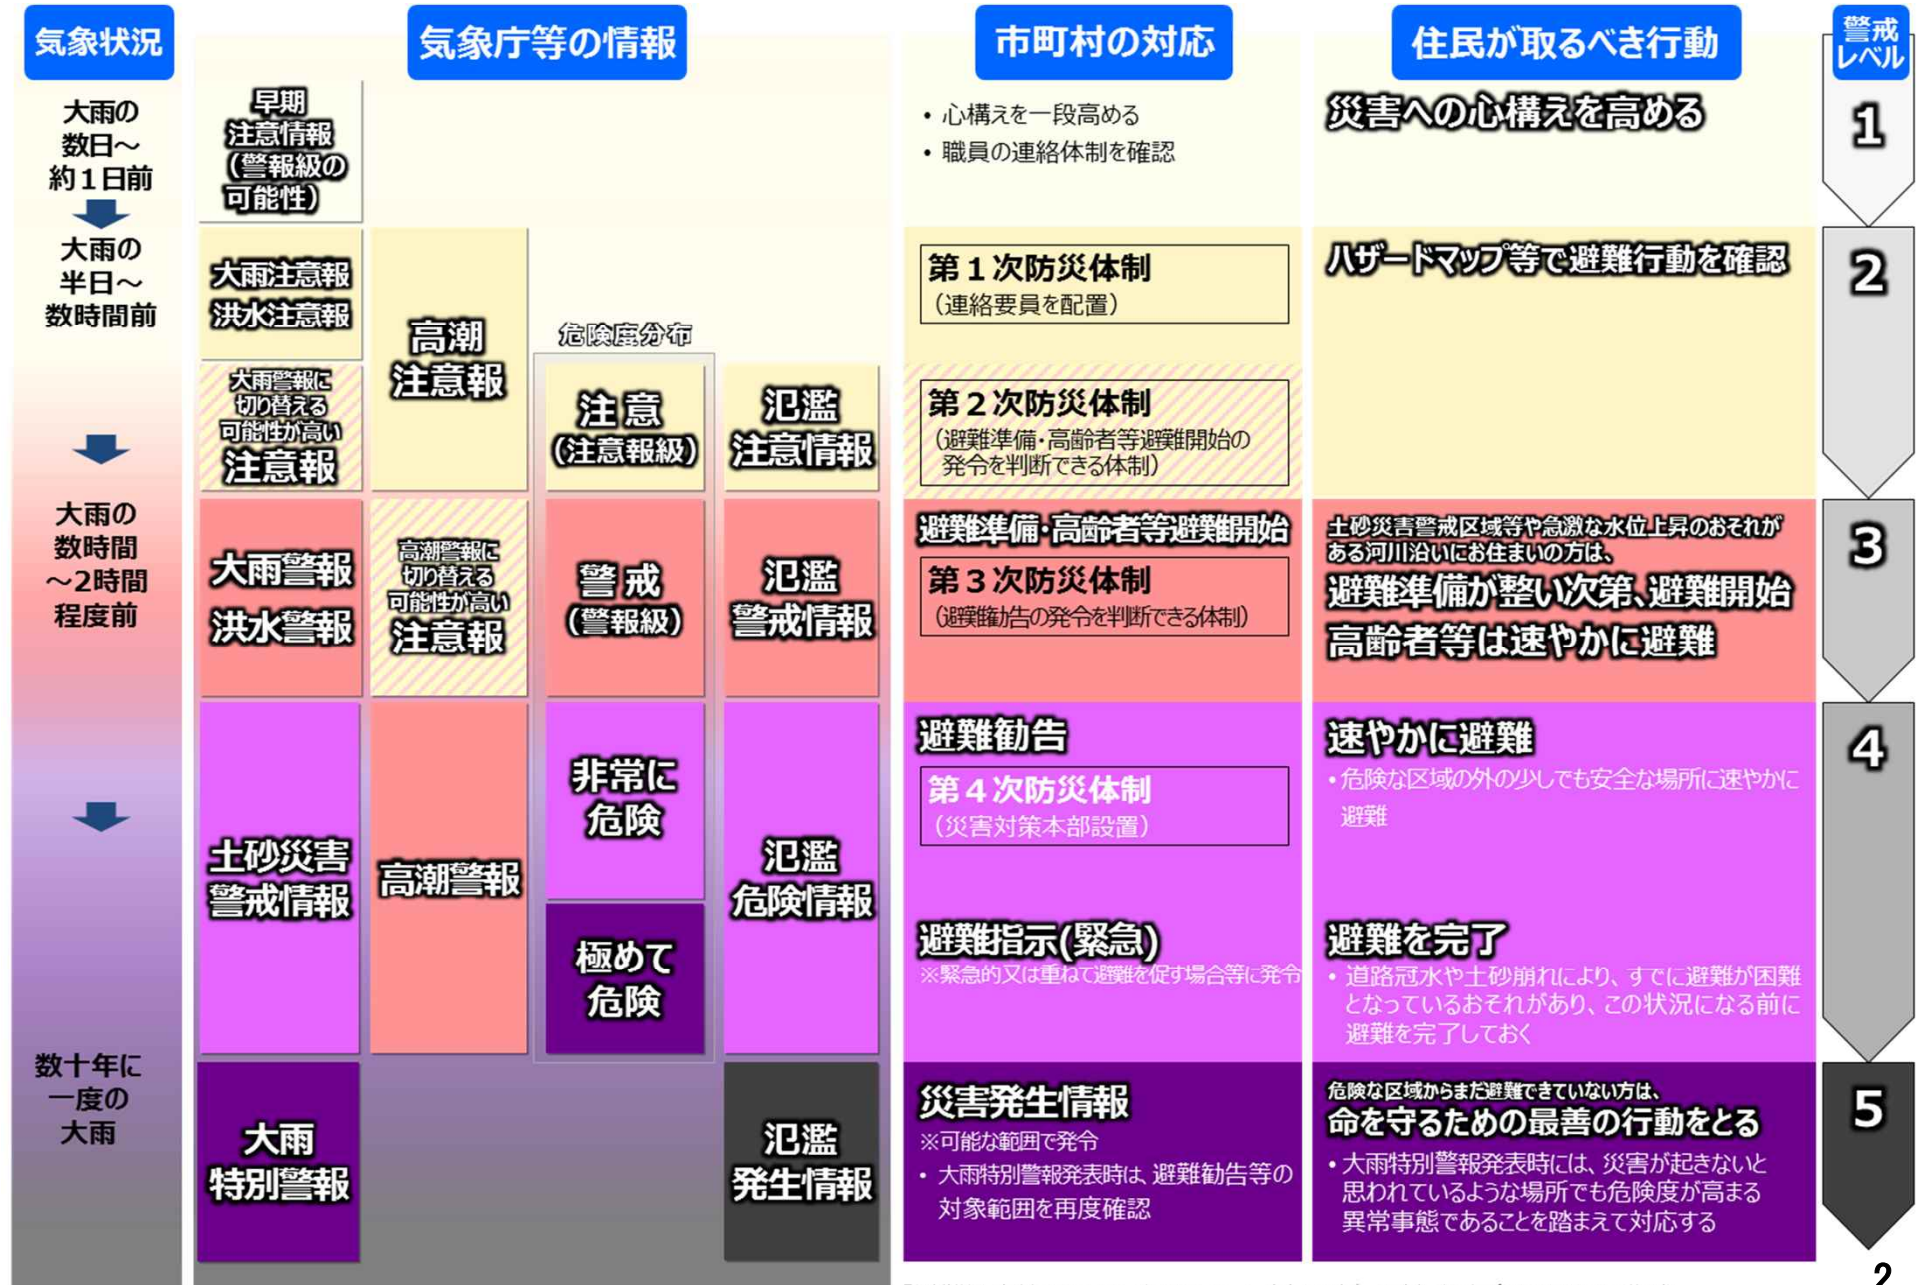 気象状況
気象庁等の情報
市町村の対応
住民が取るべき行動
警戒
レベル
大雨の
数日～
約１日前
早期
注意情報
（警報級の
可能性）
• 心構えを一段高める
• 職員の連絡体制を確認
災害への心構えを高める
1
大雨の
半日～
数時間前
大雨注意報
洪水注意報
高潮
注意報
危険度分布
第１次防災体制
（連絡要員を配置）
ハザードマップ等で避難行動を確認
2
大雨警報に
切り替える
可能性が高い
注意報
注意
（注意報級）
氾濫
注意情報
第２次防災体制
（避難準備・高齢者等避難開始の
発令を判断できる体制）
大雨の
数時間
～2時間
程度前
大雨警報
洪水警報
高潮警報に
切り替える
可能性が高い
注意報
警戒
（警報級）
氾濫
警戒情報
避難準備・高齢者等避難開始
第３次防災体制
（避難勧告の発令を判断できる体制）
土砂災害警戒区域等や急激な水位上昇のおそれが
ある河川沿いにお住まいの方は、
避難準備が整い次第、避難開始
高齢者等は速やかに避難
3
土砂災害
警戒情報
高潮警報
非常に
危険
極めて
危険
氾濫
危険情報
避難勧告
第４次防災体制
（災害対策本部設置）
避難指示(緊急)
※緊急的又は重ねて避難を促す場合等に発令
速やかに避難
• 危険な区域の外の少しでも安全な場所に速やかに
避難
避難を完了
• 道路冠水や土砂崩れにより、すでに避難が困難
となっているおそれがあり、この状況になる前に
避難を完了しておく
4
数十年に
一度の
大雨
大雨
特別警報
氾濫
発生情報
災害発生情報
※可能な範囲で発令
• 大雨特別警報発表時は、避難勧告等の
対象範囲を再度確認
危険な区域からまだ避難できていない方は、
命を守るための最善の行動をとる
• 大雨特別警報発表時には、災害が起きないと
思われているような場所でも危険度が高まる
異常事態であることを踏まえて対応する
5
2